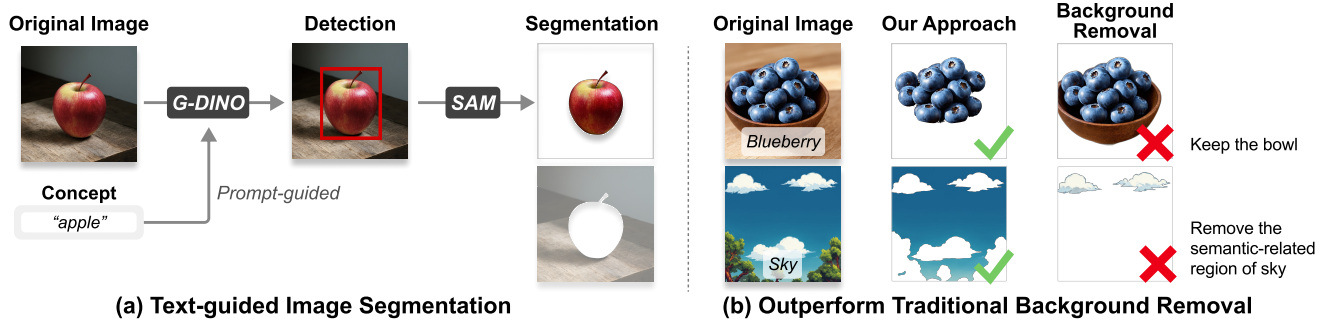 Original Image
Detection
Segmentation
G-DINO
SAM
Concept
“apple”
Prompt-guided
(a) Text-guided Image Segmentation
Original Image
Our Approach
Background
Removal
Blueberry
Keep the bowl
Sky
Remove the
semantic-related
region of sky
(b) Outperform Traditional Background Removal